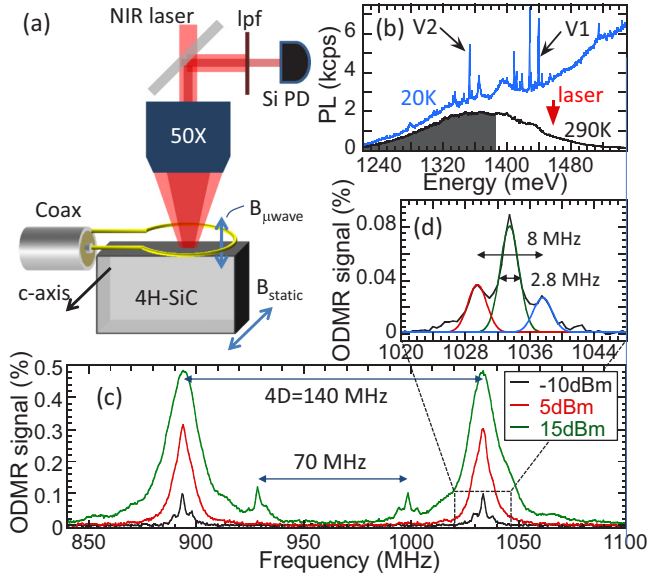 (a)
NIR laser
lpf
Si PD
50X
Coax
Bμwave
c-axis
4H-SiC
Bstatic
(b)
V2
V1
20K
laser
290K
PL (kcps)
6
4
2
0
1220
1320
1400
1480
Energy (meV)
(d)
8 MHz
2.8 MHz
ODMR signal (%)
0.08
0.04
0
1020
1028
1036
1048
(c)
4D=140 MHz
70 MHz
-10dBm
5dBm
15dBm
ODMR signal (%)
0.5
0.4
0.3
0.2
0.1
0
850
900
950
1000
1050
1100
Frequency (MHz)